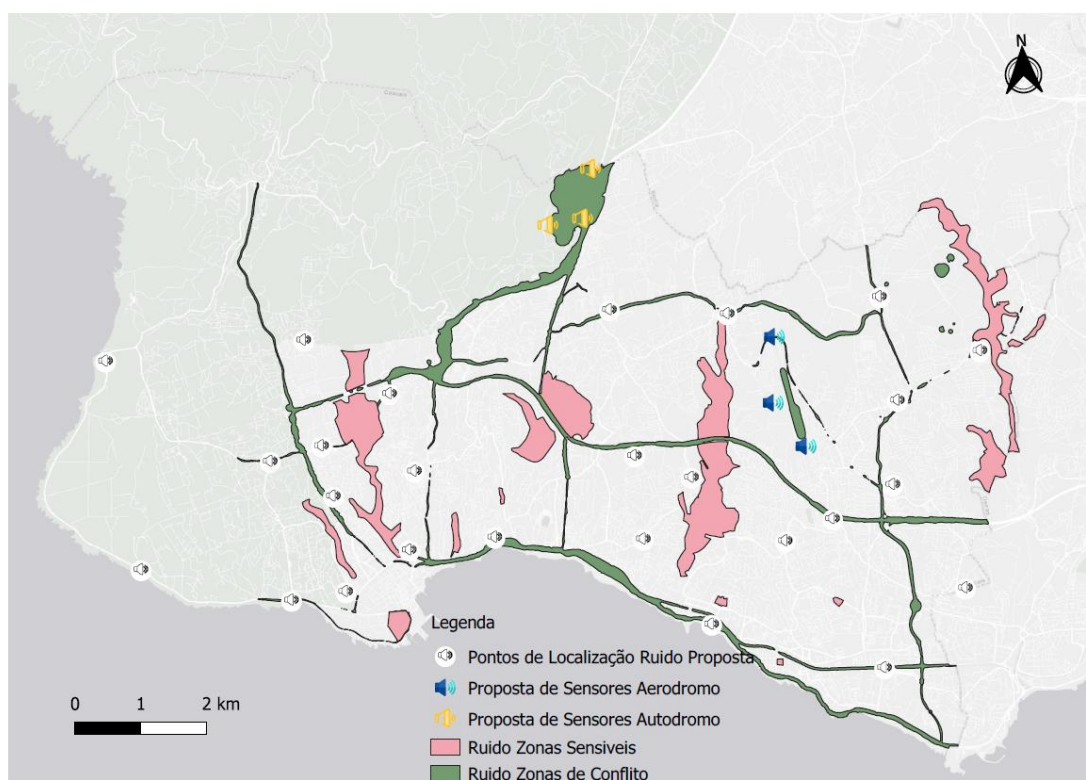 N
Legenda
Pontos de Localização Ruido Proposta
Proposta de Sensores Aerodromo
Proposta de Sensores Autodromo
Ruido Zonas Sensiveis
Ruido Zonas de Conflito
0 1 2 km